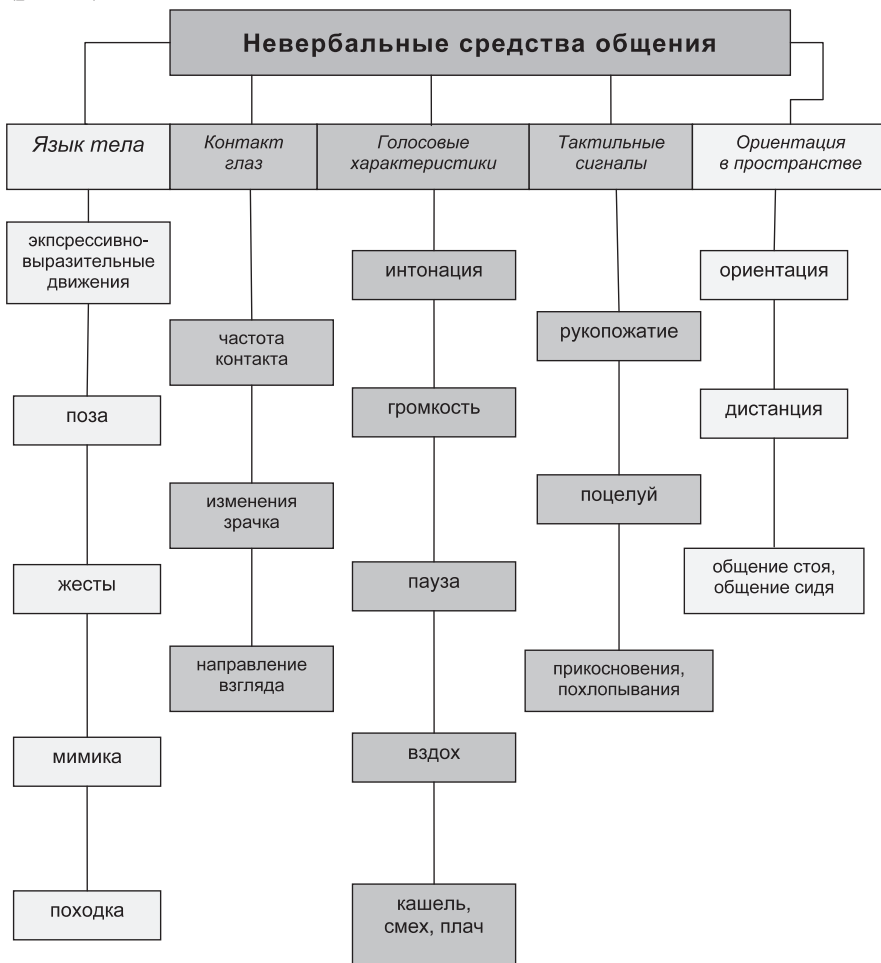 Невербальные средства общения
Язык тела
Контакт
глаз
Голосовые
характеристики
Тактильные
сигналы
Ориентация
в пространстве
экпсрессивно-
выразительные
движения
поза
жесты
мимика
походка
частота
контакта
изменения
зрачка
направление
взгляда
интонация
громкость
пауза
вздох
кашель,
смех, плач
рукопожатие
поцелуй
прикосновения,
похлопывания
ориентация
дистанция
общение стоя,
общение сидя